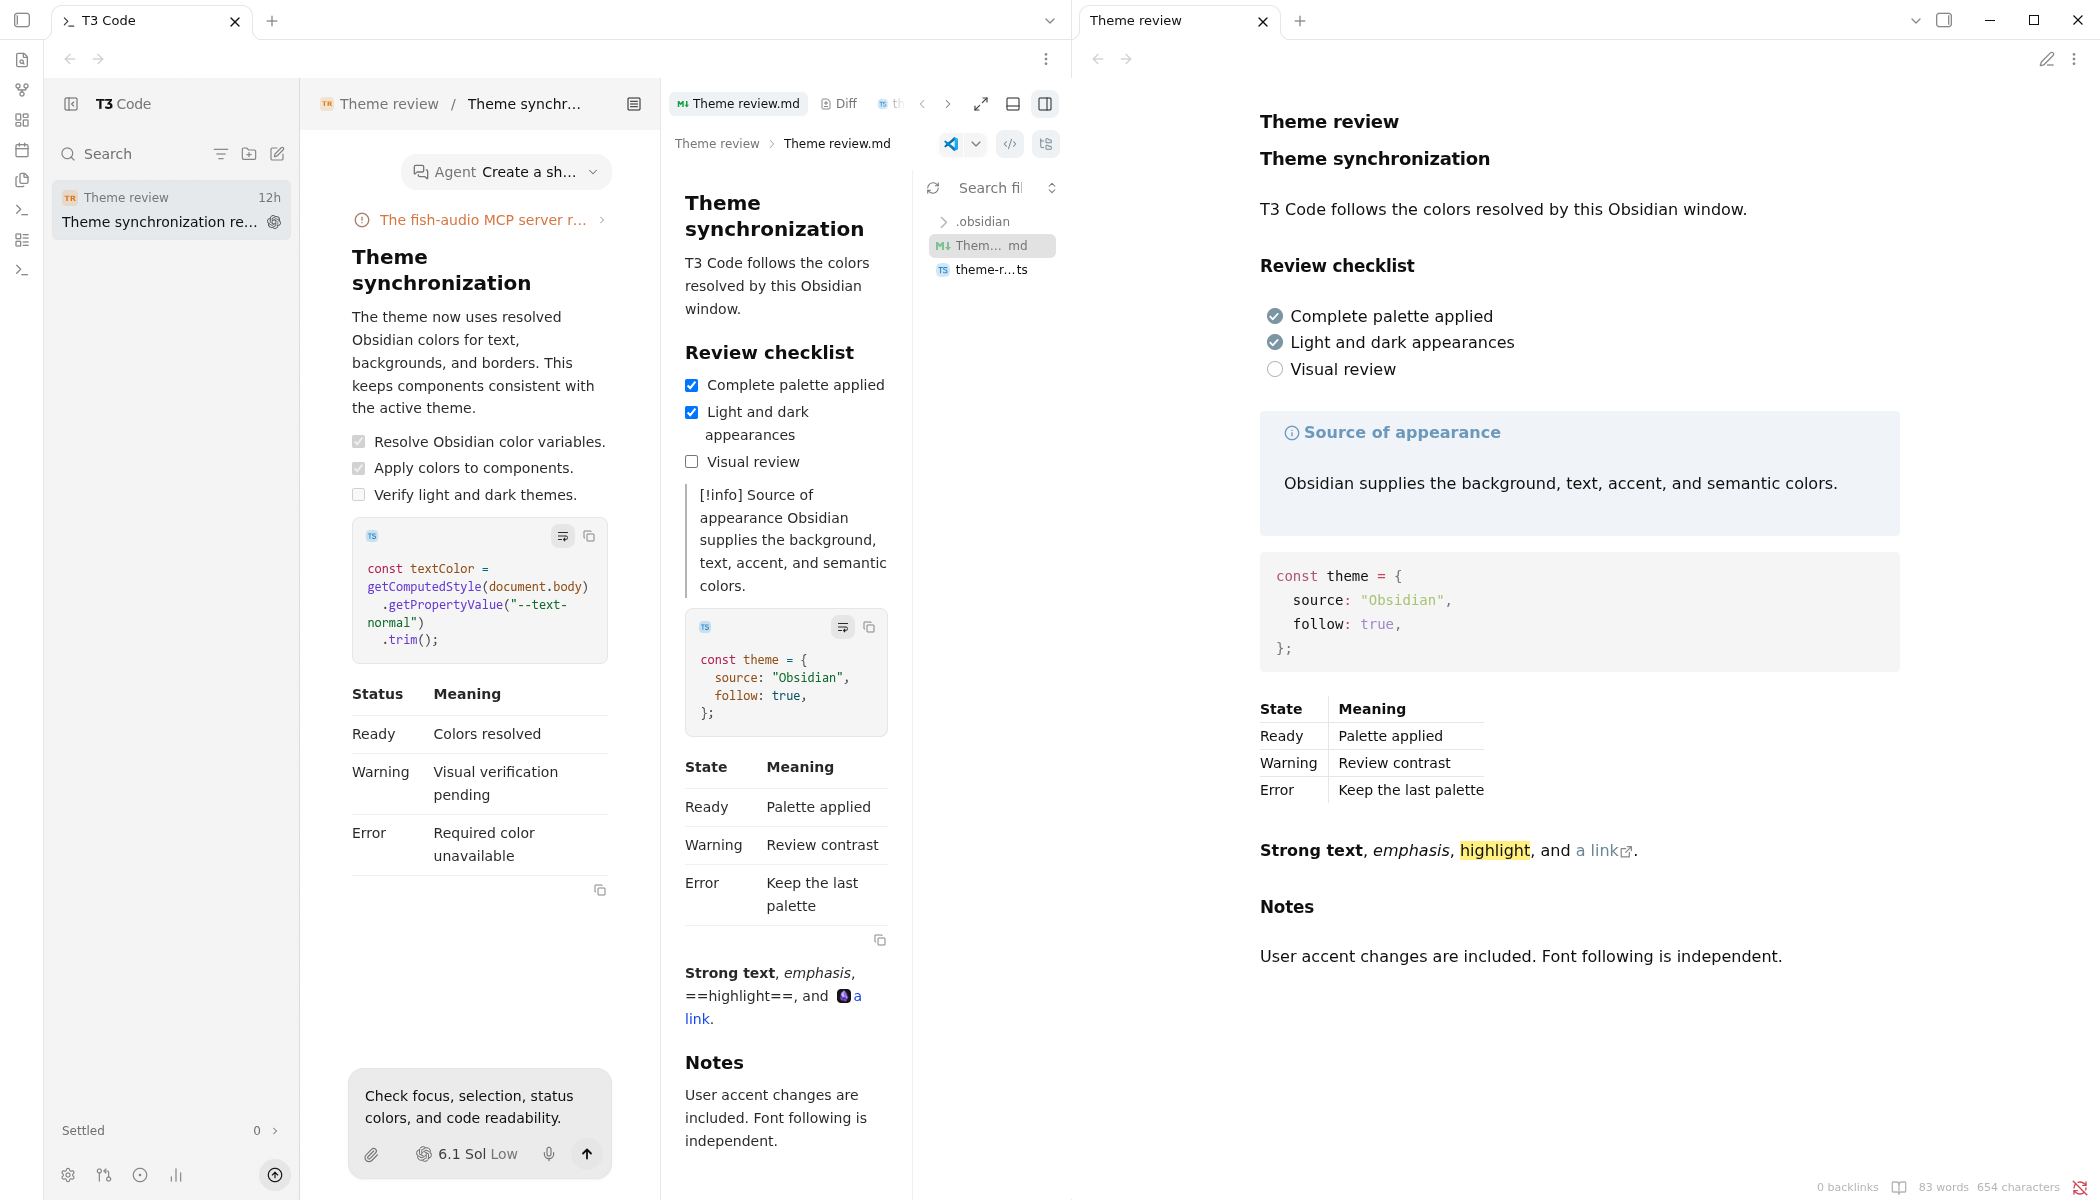 T3 Code
Theme review
T3 Code
Search
Theme review 12h
Theme synchronization re...
Settled 0
Theme review / Theme synchr...
Agent Create a sh...
The fish-audio MCP server r...
Theme
synchronization
The theme now uses resolved
Obsidian colors for text,
backgrounds, and borders. This
keeps components consistent with
the active theme.
Resolve Obsidian color variables.
Apply colors to components.
Verify light and dark themes.
TS
const textColor =
getComputedStyle(document.body)
.getPropertyValue("--text-
normal")
.trim();
Status Meaning
Ready Colors resolved
Warning Visual verification
pending
Error Required color
unavailable
Check focus, selection, status
colors, and code readability.
6.1 Sol Low
Theme review.md Diff th
Theme review > Theme review.md
Theme
synchronization
T3 Code follows the colors
resolved by this Obsidian
window.
Review checklist
Complete palette applied
Light and dark
appearances
Visual review
[!info] Source of
appearance Obsidian
supplies the background,
text, accent, and semantic
colors.
TS
const theme = {
source: "Obsidian",
follow: true,
};
State Meaning
Ready Palette applied
Warning Review contrast
Error Keep the last
palette
Strong text, emphasis,
==highlight==, and a
link.
Notes
User accent changes are
included. Font following is
independent.
Search fil
.obsidian
Them... md
theme-r...ts
Theme review
Theme synchronization
T3 Code follows the colors resolved by this Obsidian window.
Review checklist
Complete palette applied
Light and dark appearances
Visual review
Source of appearance
Obsidian supplies the background, text, accent, and semantic colors.
const theme = {
source: "Obsidian",
follow: true,
};
State Meaning
Ready Palette applied
Warning Review contrast
Error Keep the last palette
Strong text, emphasis, highlight, and a link.
Notes
User accent changes are included. Font following is independent.
0 backlinks 83 words 654 characters